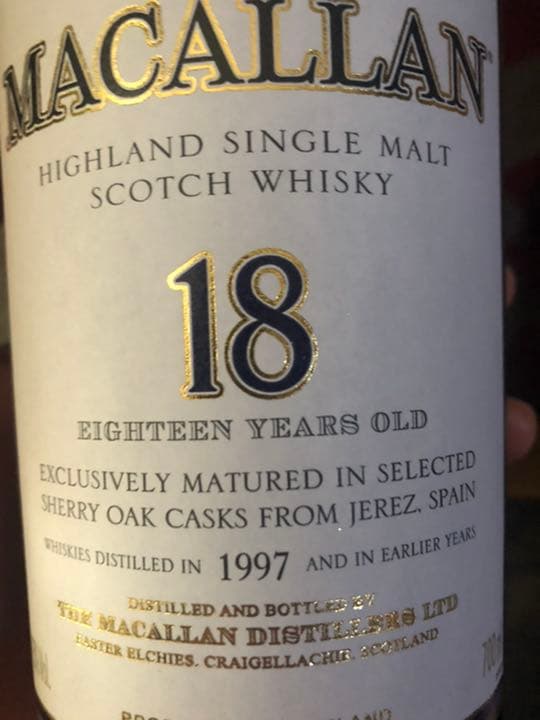 MACALLAN
HIGHLAND SINGLE MALT
SCOTCH WHISKY
18
EIGHTEEN YEARS OLD
EXCLUSIVELY MATURED IN SELECTED
SHERRY OAK CASKS FROM JEREZ, SPAIN
WHISKIES DISTILLED IN 1997 AND IN EARLIER YEARS
DISTILLED AND BOTTLED BY
THE MACALLAN DISTILLERS LTD
EASTER ELCHIES, CRAIGELLACHIE, SCOTLAND
700